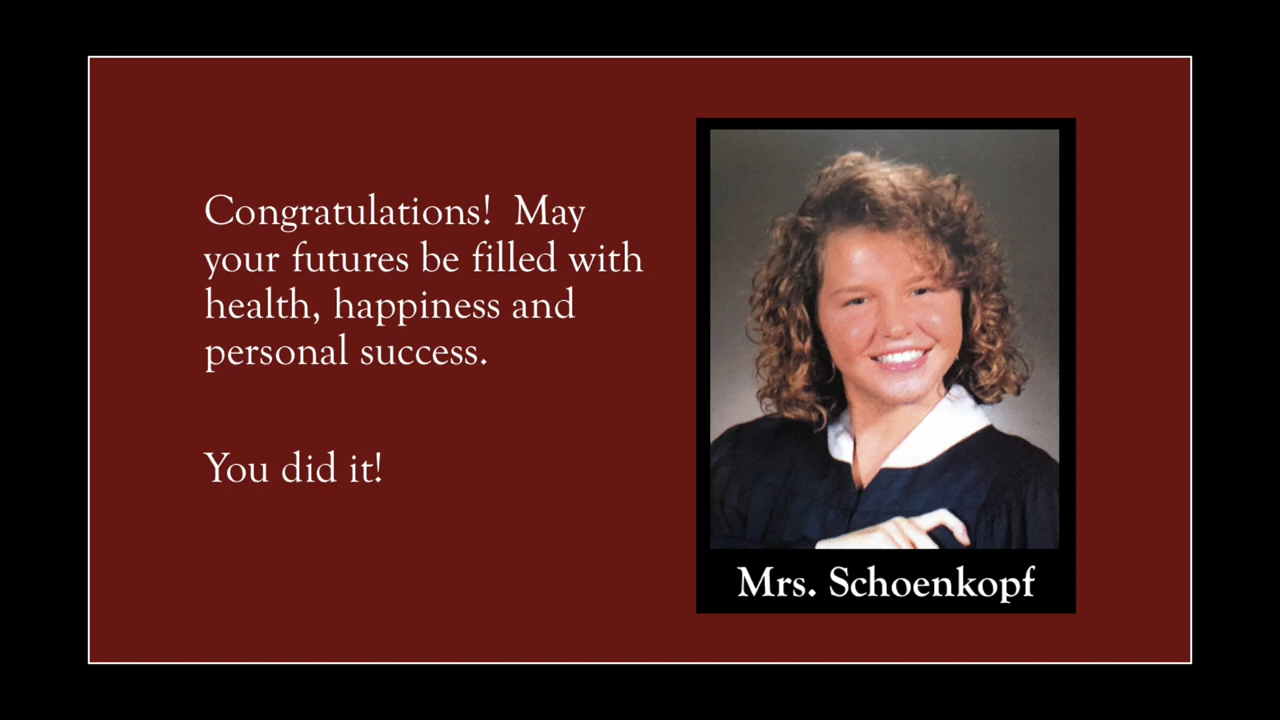 Congratulations!  May
your futures be filled with
health, happiness and
personal success.
You did it!
Mrs. Schoenkopf